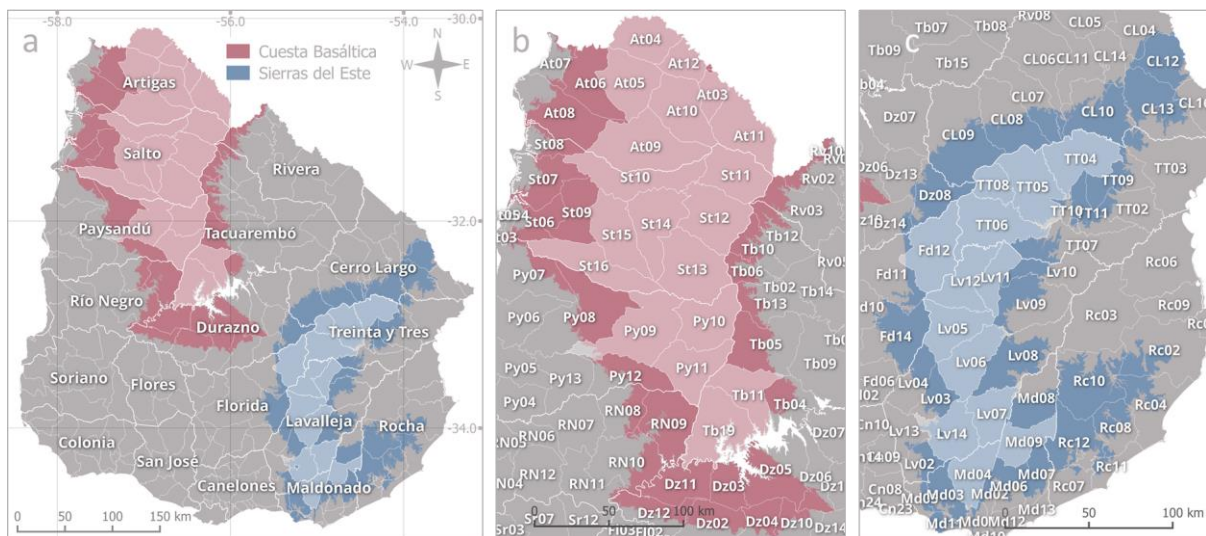 -58.0 -56.0 -54.0 -30.0
a
N
W E
S
Cuesta Basáltica
Sierras del Este
Artigas
Salto
Rivera
-32.0
Paysandú
Tacuarembó
Cerro Largo
Río Negro
Durazno
Treinta y Tres
Soriano
Flores
Florida
Lavalleja
Rocha
-34.0
Colonia
San José
Canelones
Maldonado
0 50 100 150 km
b
At04
At07
At12
At06 At05
At03
At08
At10
At11
St08
At09
St07
St10
St11
Rv02
St06
St09
St14
St12
Rv03
St15
Tb12
Tb10
Py07
St16
St13
Tb06
Tb02
Tb14
Tb13
Py06
Py08
Py09
Py10
Tb05
Tb09
Py05
Py13
Py12
Py11
Tb11
Tb04
Py04
RN08
RN07
RN09
Tb19
Dz07
RN06
RN10
Dz05
Dz06
RN12
RN11
Dz11
Dz03
Dz12
Dz02
Dz04
Dz10
Dz14
Sr07
Sr12
Sr03
0 50 100 km
c
Rv08
Tb07
Tb08
CL05
CL04
Tb09
Tb15
CL06
CL11
CL14
CL12
CL07
CL13
Dz07
CL08
CL10
CL09
TT04
TT03
Dz13
Dz08
TT08
TT05
TT09
Dz14
TT10
TT11
TT02
TT06
Fd12
TT07
Fd11
Lv11
Lv10
Rc06
Lv12
Lv09
Rc09
Fd14
Lv05
Rc03
Lv06
Lv08
Rc02
Fd06
Lv04
Rc10
Lv03
Md08
Rc04
Cn10
Lv07
Lv13
Lv14
Md09
Rc12
Rc08
Lv02
Md04
Md07
Rc11
Cn08
Md03
Md02
Md06
Rc07
Cn23
Md13
Md12
0 50 100 km